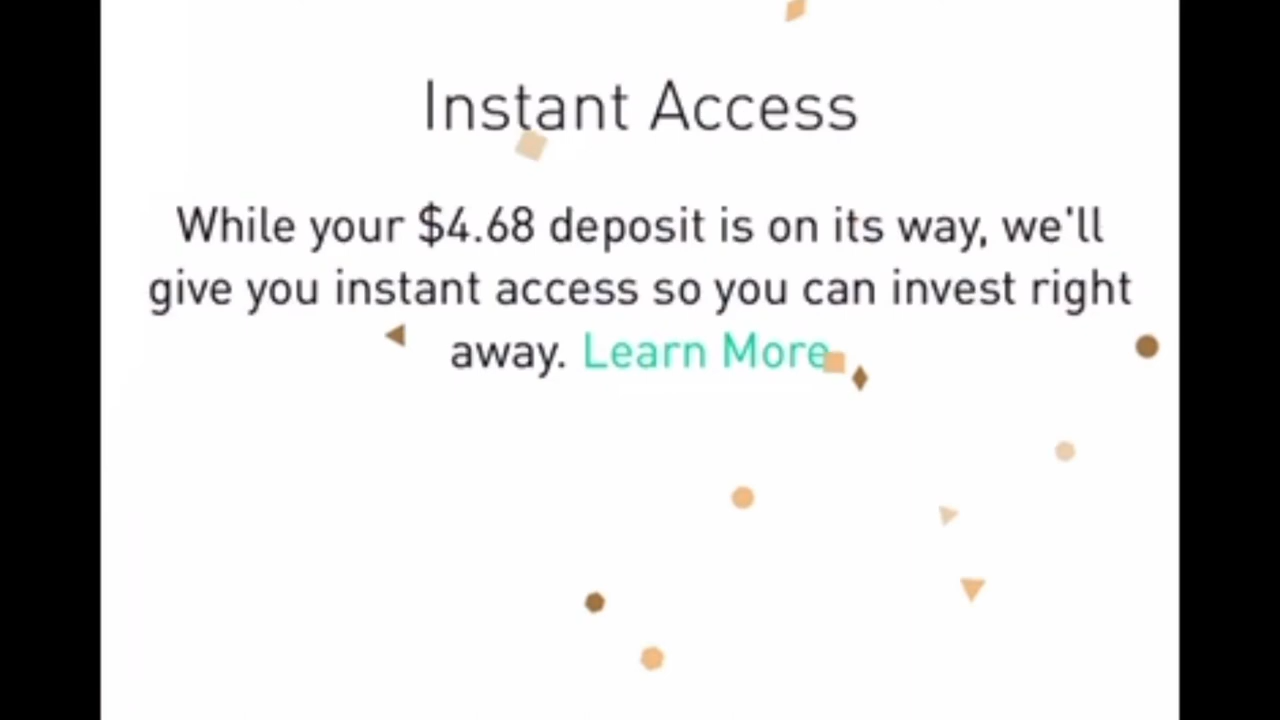 Instant Access
While your $4.68 deposit is on its way, we'll
give you instant access so you can invest right
away. Learn More